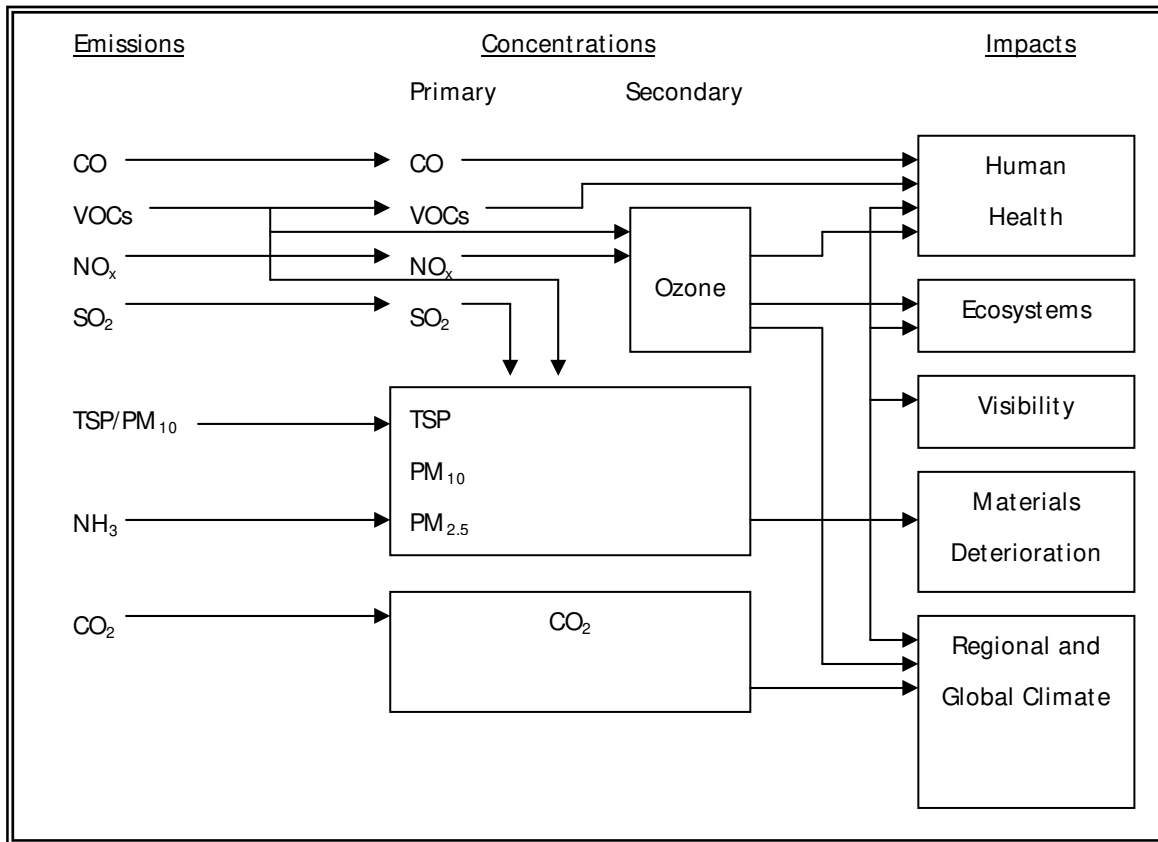 Emissions Concentrations Impacts
Primary Secondary
CO CO Human
VOCs VOCs Health
NOₓ NOₓ Ozone
SO₂ SO₂ Ecosystems
TSP/PM₁₀ TSP Visibility
PM₁₀
NH₃ PM₂.₅ Materials
Deterioration
CO₂ CO₂ Regional and
Global Climate